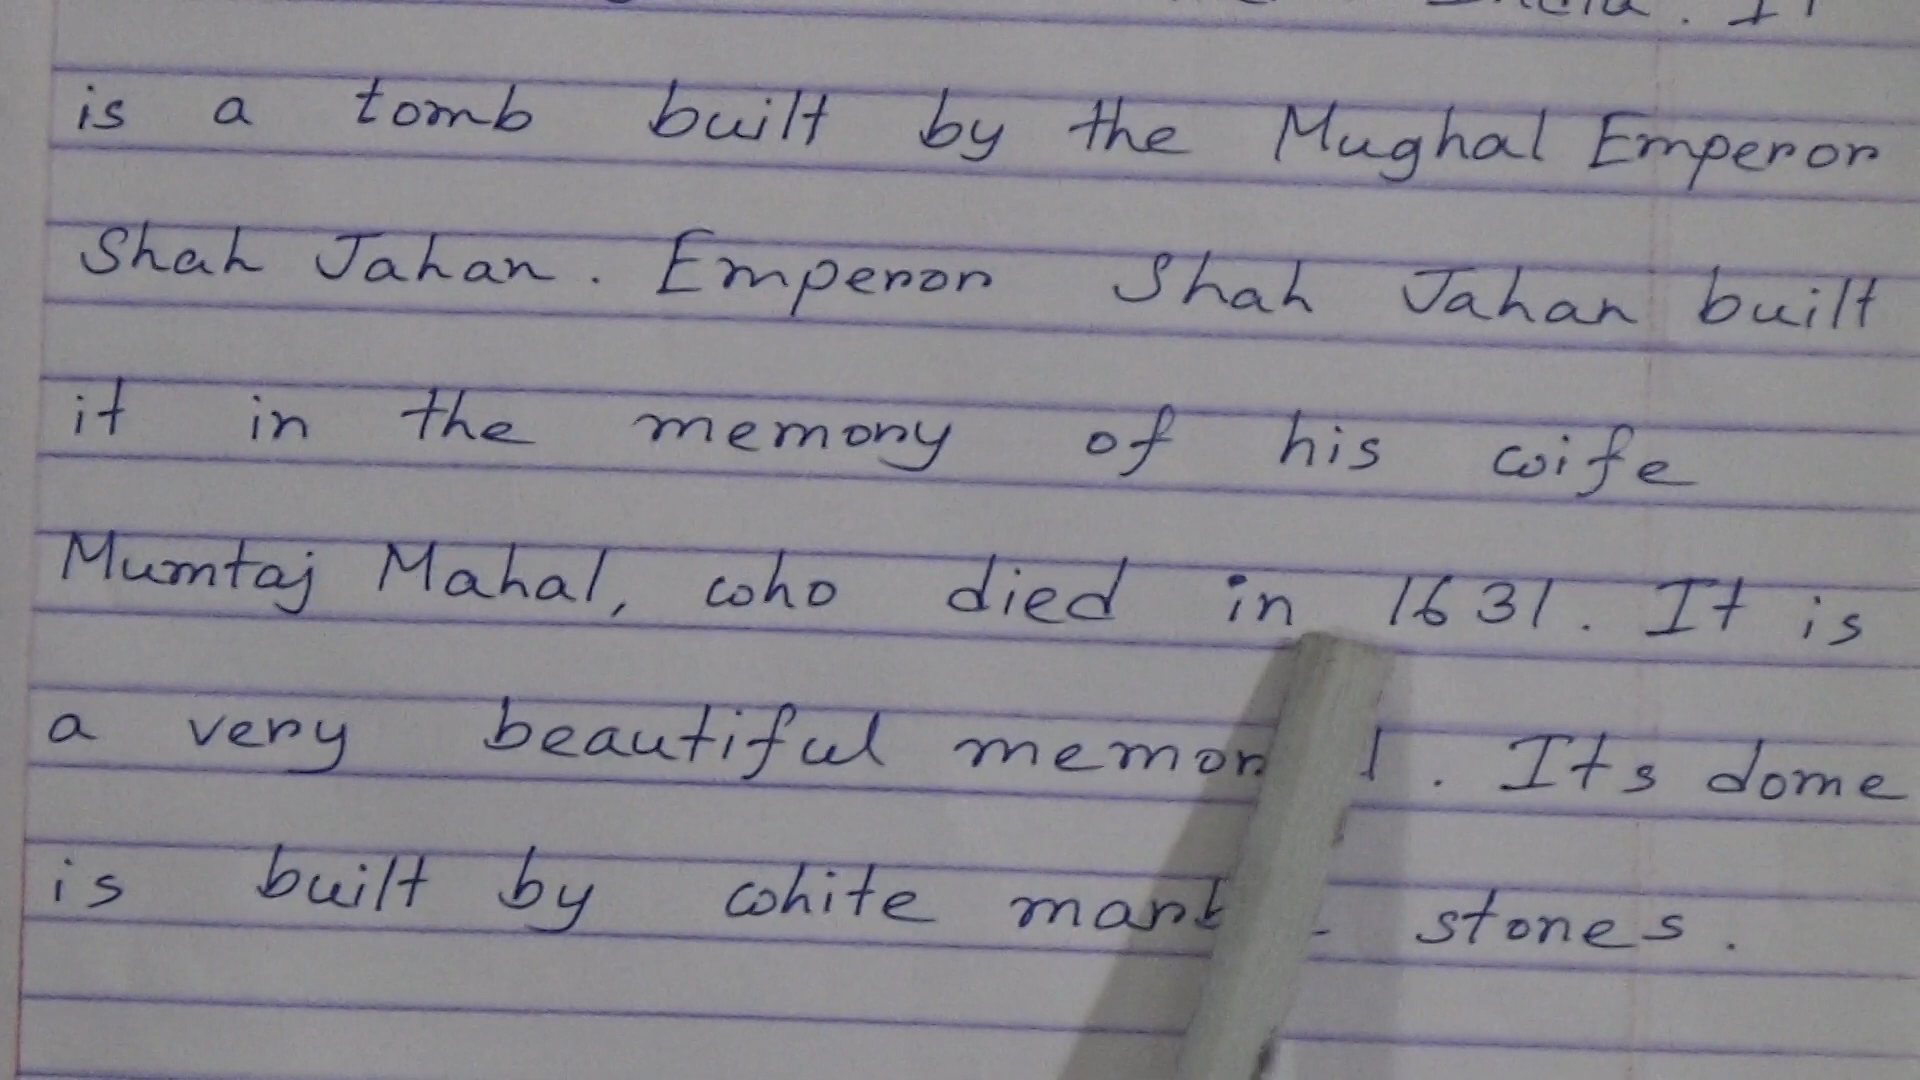 It
is a tomb built by the Mughal Emperor
Shah Jahan. Emperor Shah Jahan built
it in the memory of his wife
Mumtaj Mahal, who died in 1631. It is
a very beautiful . Its dome
is built by white stones.